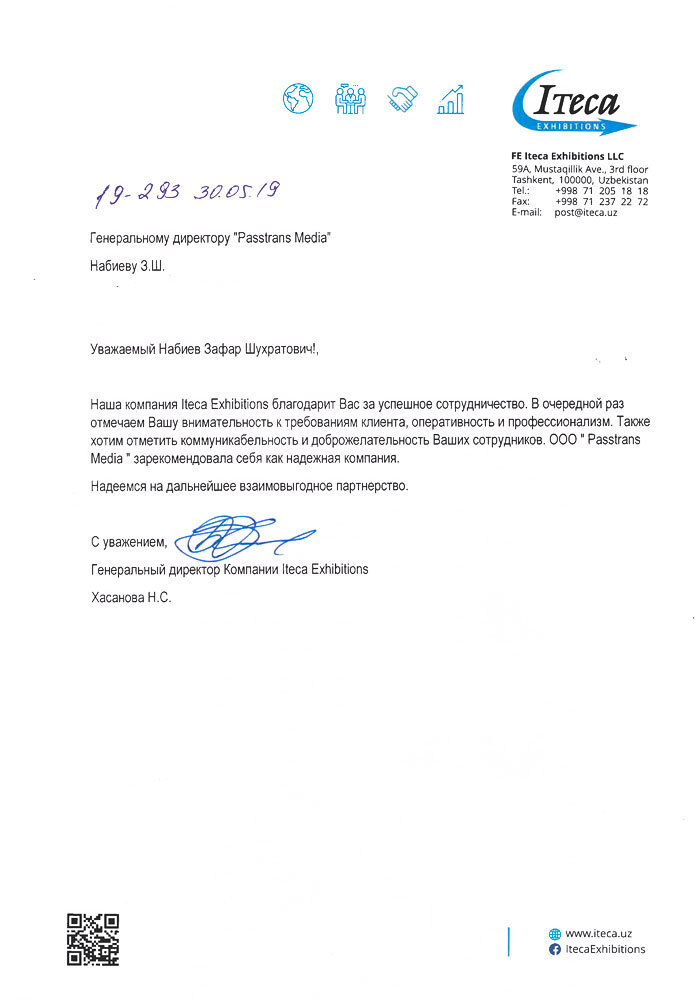 ITECA
EXHIBITIONS
FE Iteca Exhibitions LLC
59A, Mustaqillik Ave., 3rd floor
Tashkent, 100000, Uzbekistan
Tel.: +998 71 205 18 18
Fax: +998 71 237 22 72
E-mail: post@iteca.uz
19-293 30.05.19
Генеральному директору "Passtrans Media"
Набиеву З.Ш.
Уважаемый Набиев Зафар Шухратович!,
Наша компания Iteca Exhibitions благодарит Вас за успешное сотрудничество. В очередной раз
отмечаем Вашу внимательность к требованиям клиента, оперативность и профессионализм. Также
хотим отметить коммуникабельность и доброжелательность Ваших сотрудников. ООО " Passtrans
Media " зарекомендовала себя как надежная компания.
Надеемся на дальнейшее взаимовыгодное партнерство.
С уважением,
Генеральный директор Компании Iteca Exhibitions
Хасанова Н.С.
www.iteca.uz
ItecaExhibitions